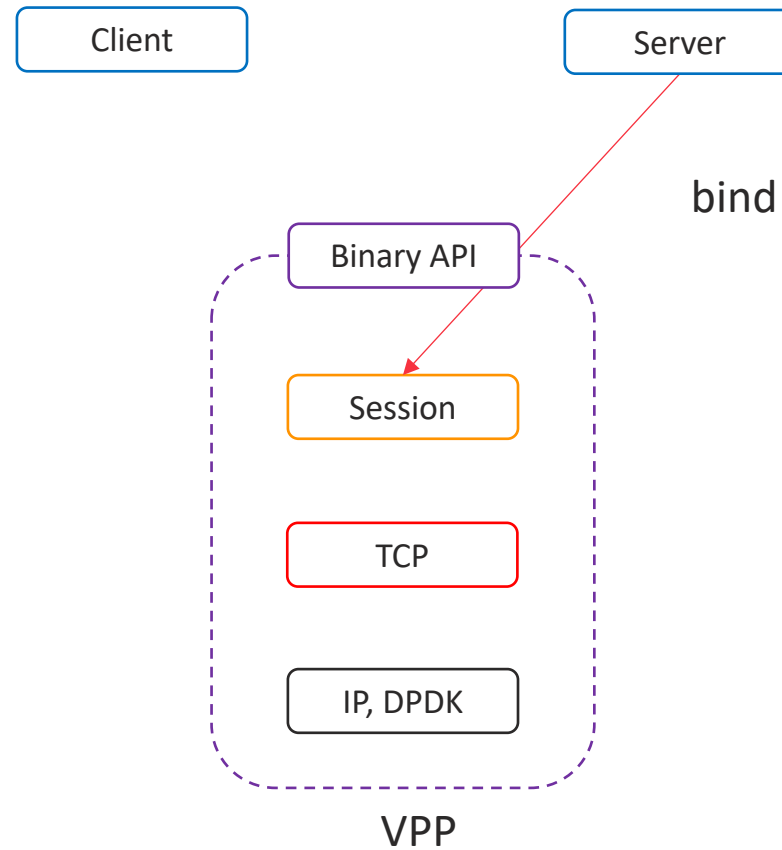 Client
Server
bind
Binary API
Session
TCP
IP, DPDK
VPP